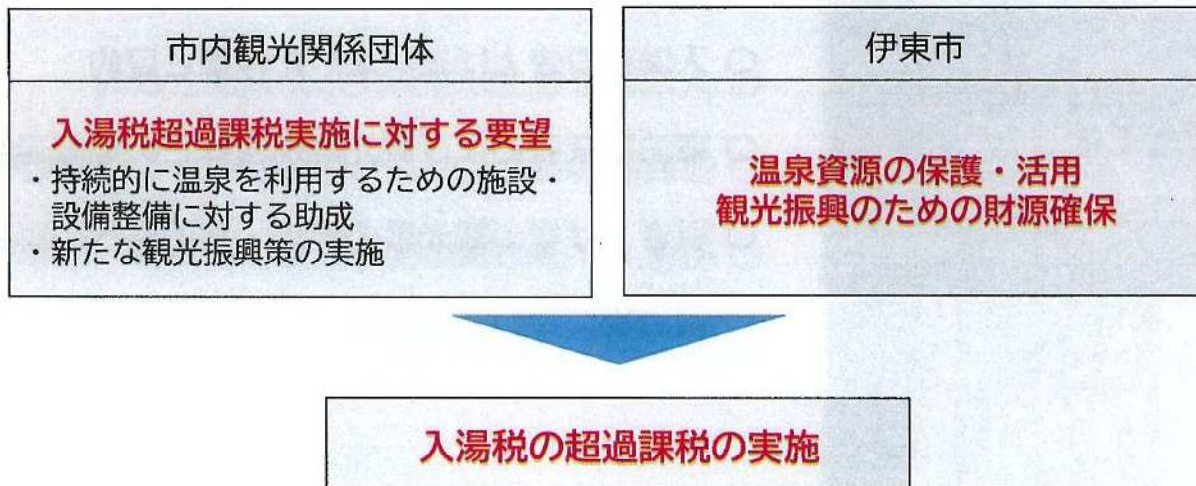 市内観光関係団体
入湯税超過課税実施に対する要望
・持続的に温泉を利用するための施設・
設備整備に対する助成
・新たな観光振興策の実施
伊東市
温泉資源の保護・活用
観光振興のための財源確保
入湯税の超過課税の実施